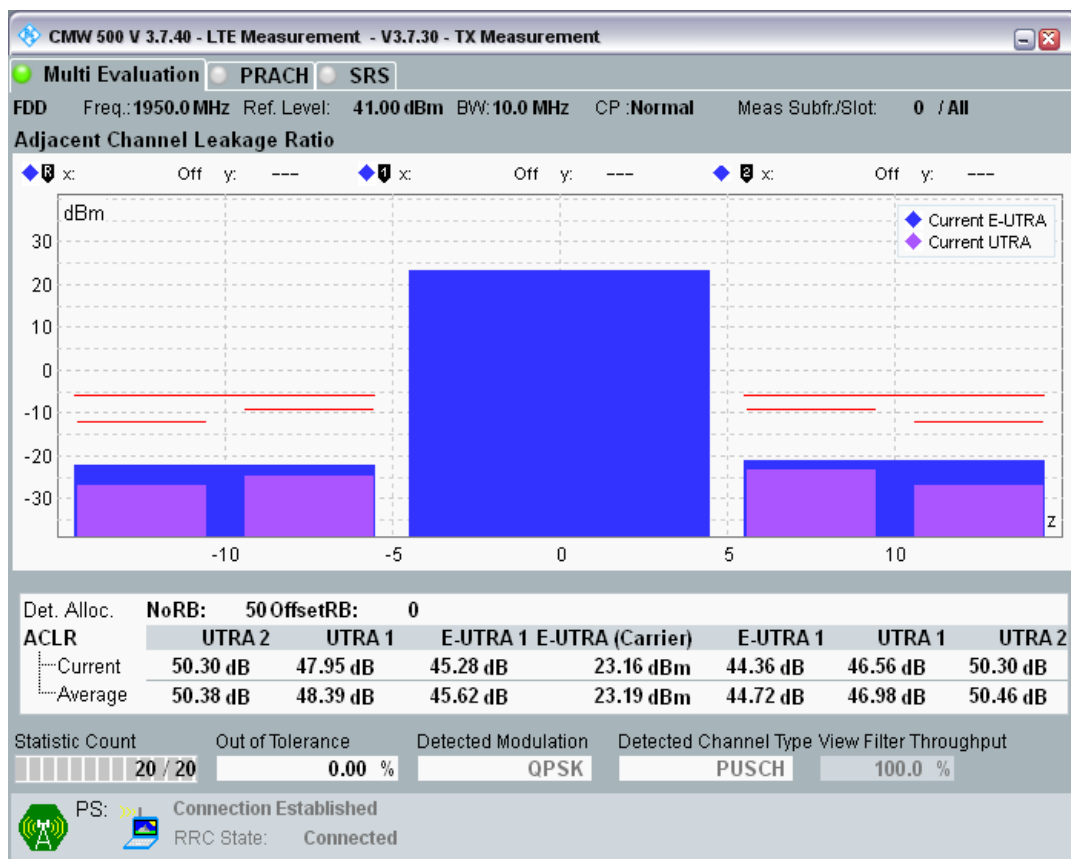 CMW 500 V 3.7.40 - LTE Measurement - V3.7.30 - TX Measurement
Multi Evaluation PRACH SRS
FDD Freq.: 1950.0 MHz Ref. Level: 41.00 dBm BW: 10.0 MHz CP :Normal Meas Subfr./Slot: 0 / All
Adjacent Channel Leakage Ratio
R x: Off y: --- 1 x: Off y: --- 2 x: Off y: ---
dBm
Current E-UTRA
Current UTRA
30
20
10
0
-10
-20
-30
z
-10 -5 0 5 10
Det. Alloc. NoRB: 50 OffsetRB: 0
ACLR UTRA 2 UTRA 1 E-UTRA 1 E-UTRA (Carrier) E-UTRA 1 UTRA 1 UTRA 2
Current 50.30 dB 47.95 dB 45.28 dB 23.16 dBm 44.36 dB 46.56 dB 50.30 dB
Average 50.38 dB 48.39 dB 45.62 dB 23.19 dBm 44.72 dB 46.98 dB 50.46 dB
Statistic Count Out of Tolerance Detected Modulation Detected Channel Type View Filter Throughput
20 / 20 0.00 % QPSK PUSCH 100.0 %
PS: Connection Established
RRC State: Connected